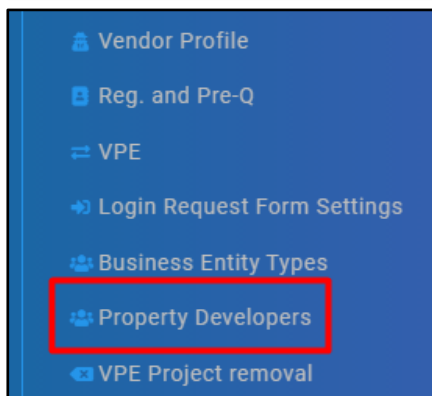 Vendor Profile
Reg. and Pre-Q
VPE
Login Request Form Settings
Business Entity Types
Property Developers
VPE Project removal